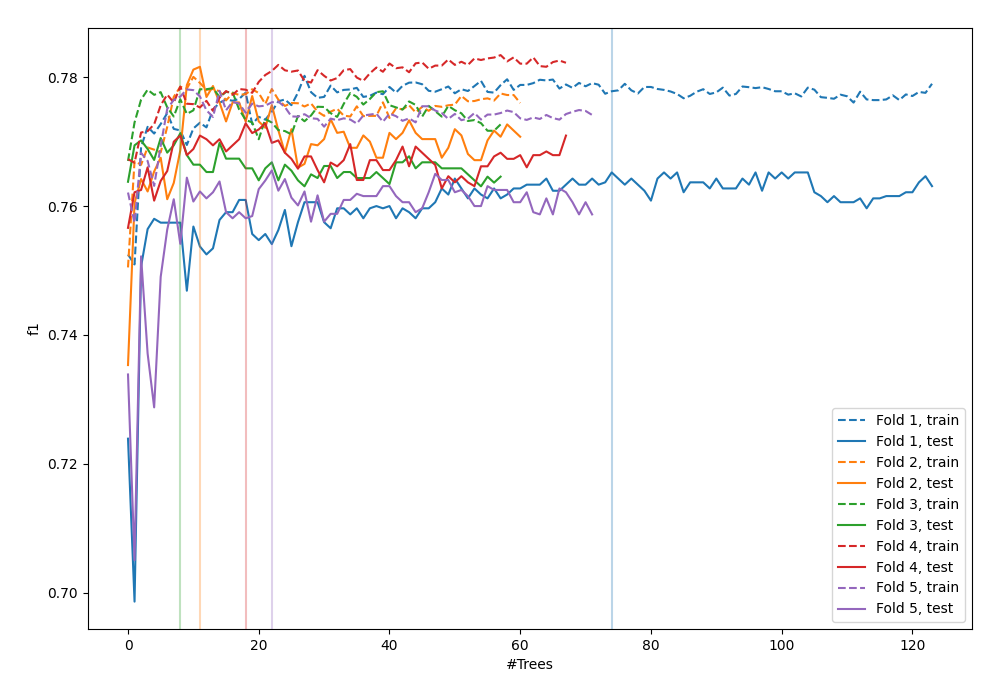 0.78
0.76
0.74
0.72
0.70
f1
0 20 40 60 80 100 120
#Trees
Fold 1, train
Fold 1, test
Fold 2, train
Fold 2, test
Fold 3, train
Fold 3, test
Fold 4, train
Fold 4, test
Fold 5, train
Fold 5, test